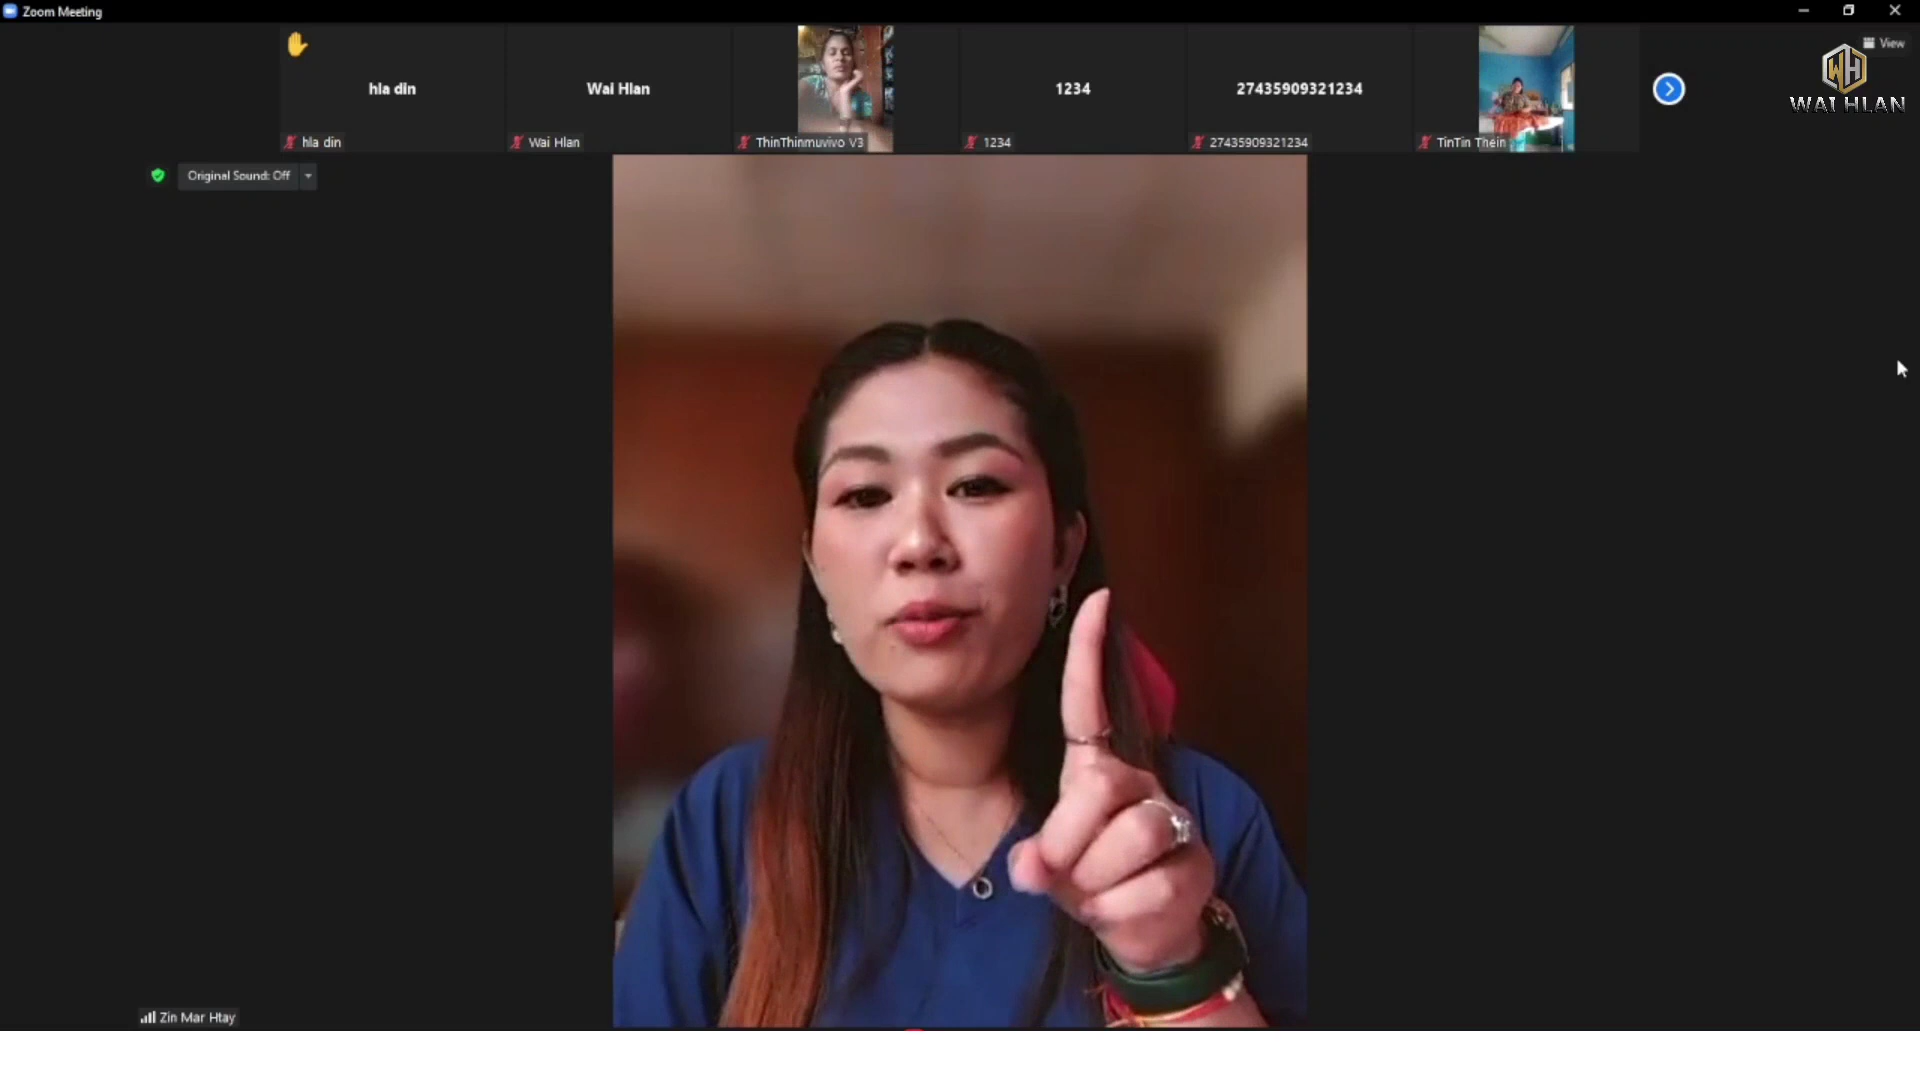 Zoom Meeting
View
WH
WAI HLAN
hla din
Wai Hlan
1234
27435909321234
hla din
Wai Hlan
ThinThinmuvivo V3
1234
27435909321234
TinTin Thein
Original Sound: Off
Zin Mar Htay